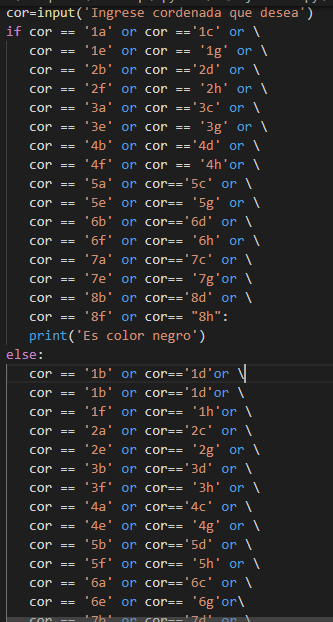 cor=input('Ingrese cordenada que desea')
if cor == '1a' or cor =='1c' or \
cor == '1e' or cor == '1g' or \
cor == '2b' or cor =='2d' or \
cor == '2f' or cor == '2h' or \
cor == '3a' or cor =='3c' or \
cor == '3e' or cor == '3g' or \
cor == '4b' or cor =='4d' or \
cor == '4f' or cor == '4h'or \
cor == '5a' or cor=='5c' or \
cor == '5e' or cor== '5g' or \
cor == '6b' or cor=='6d' or \
cor == '6f' or cor== '6h' or \
cor == '7a' or cor=='7c' or \
cor == '7e' or cor== '7g'or \
cor == '8b' or cor=='8d' or \
cor == '8f' or cor== "8h":
print('Es color negro')
else:
cor == '1b' or cor=='1d'or \
cor == '1b' or cor=='1d'or \
cor == '1f' or cor== '1h'or \
cor == '2a' or cor=='2c' or \
cor == '2e' or cor== '2g' or \
cor == '3b' or cor=='3d' or \
cor == '3f' or cor== '3h' or \
cor == '4a' or cor=='4c' or \
cor == '4e' or cor== '4g' or \
cor == '5b' or cor=='5d' or \
cor == '5f' or cor== '5h' or \
cor == '6a' or cor=='6c' or \
cor == '6e' or cor== '6g'or\
cor == '7b' or cor=='7d' or \